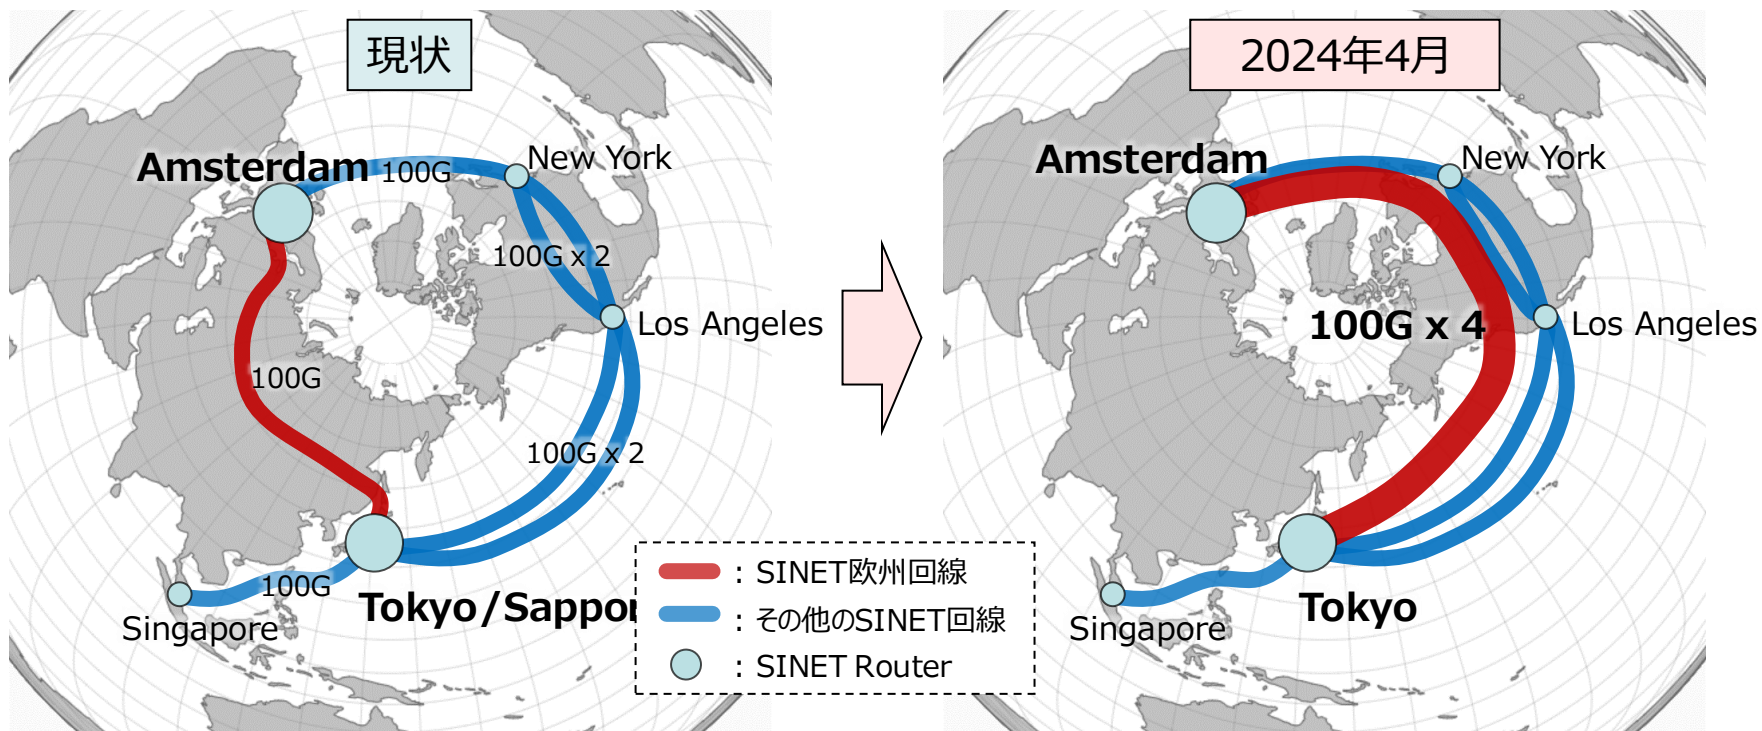 現状
Amsterdam
100G
New York
100G x 2
Los Angeles
100G
100G x 2
100G
Singapore
Tokyo/Sappor
2024年4月
Amsterdam
New York
100G x 4
Los Angeles
Singapore
Tokyo
: SINET欧州回線
: その他のSINET回線
: SINET Router